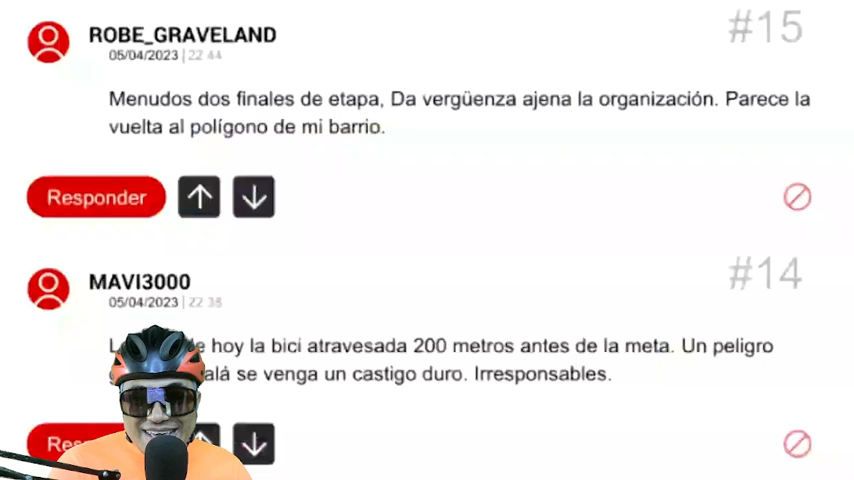 ROBE_GRAVELAND
#15
05/04/2023 | 22 44
Menudos dos finales de etapa, Da vergüenza ajena la organización. Parece la
vuelta al polígono de mi barrio.
Responder
MAVI3000
#14
05/04/2023 | 22 38
hoy la bici atravesada 200 metros antes de la meta. Un peligro
se venga un castigo duro. Irresponsables.